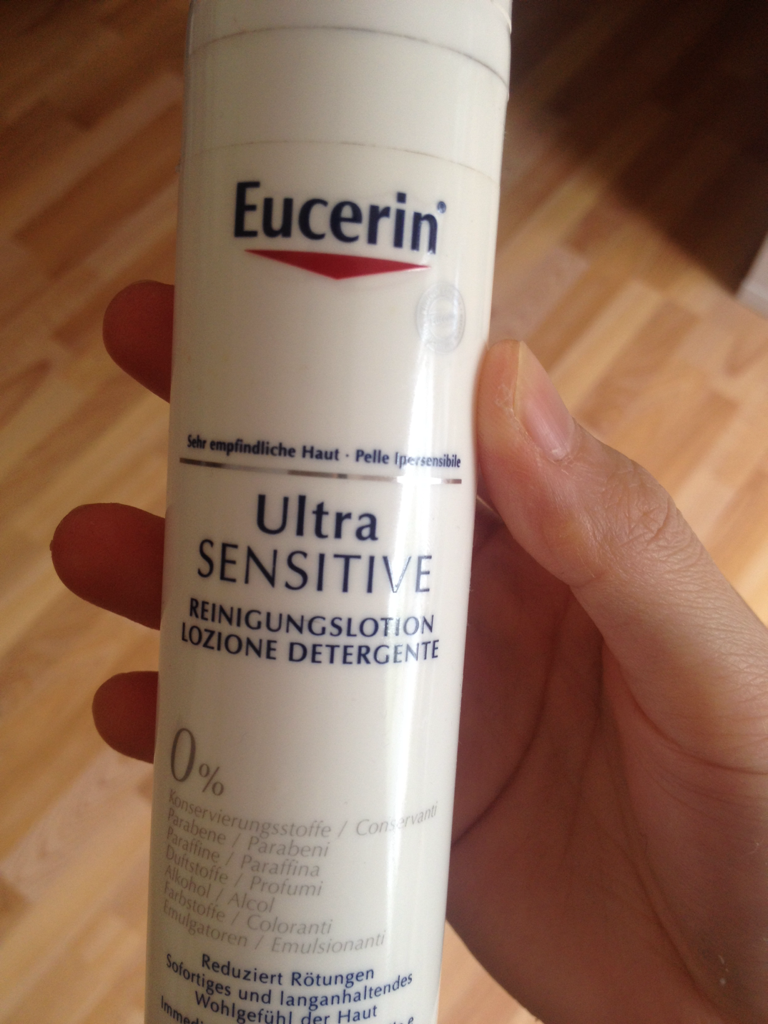 Eucerin
Sehr empfindliche Haut · Pelle Ipersensibile
Ultra
SENSITIVE
REINIGUNGSLOTION
LOZIONE DETERGENTE
0%
Konservierungsstoffe / Conservanti
Parabene / Parabeni
Paraffine / Paraffina
Duftstoffe / Profumi
Alkohol / Alcol
Farbstoffe / Coloranti
Emulgatoren / Emulsionanti
Reduziert Rötungen
Sofortiges und langanhaltendes
Wohlgefühl der Haut